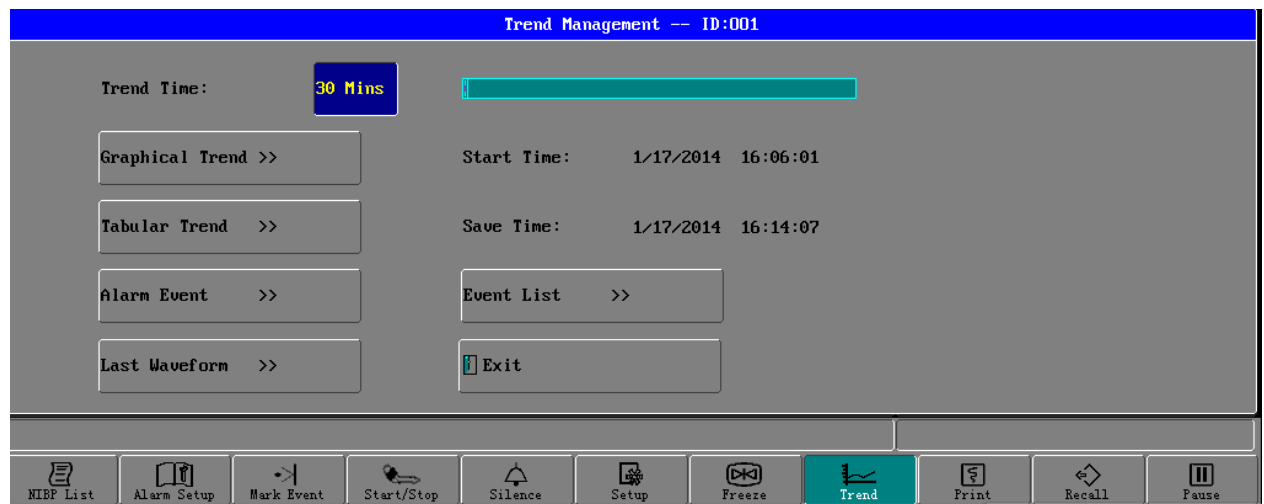 Trend Management -- ID:001
Trend Time: 30 Mins
Graphical Trend >> Start Time: 1/17/2014 16:06:01
Tabular Trend >> Save Time: 1/17/2014 16:14:07
Alarm Event >> Event List >>
Last Waveform >> Exit
NIBP List Alarm Setup Mark Event Start/Stop Silence Setup Freeze Trend Print Recall Pause